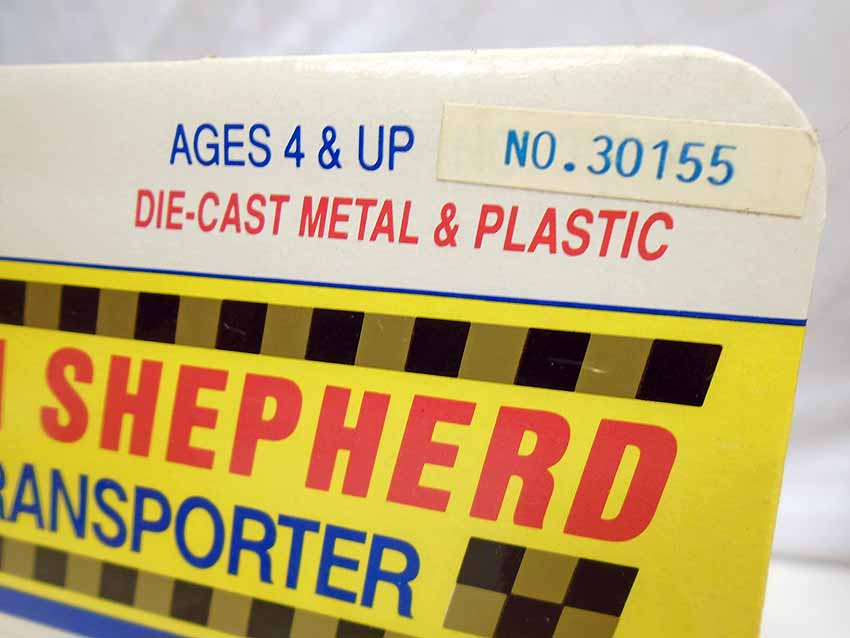 AGES 4 & UP NO.30155
DIE-CAST METAL & PLASTIC
SHEPHERD
RANSPORTER